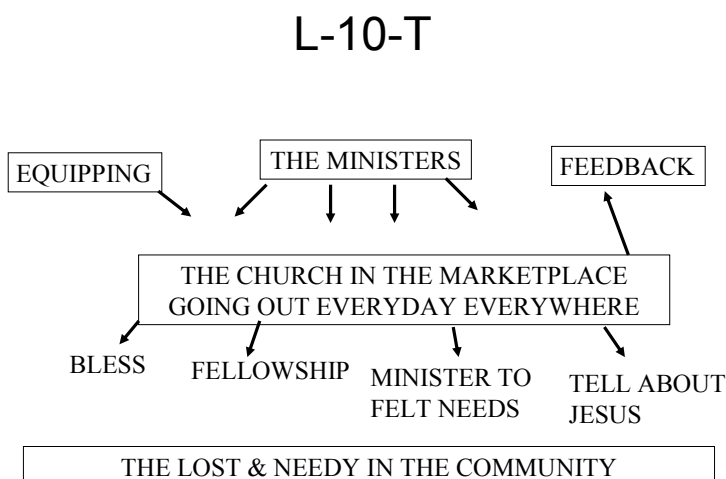 L-10-T
EQUIPPING
THE MINISTERS
FEEDBACK
THE CHURCH IN THE MARKETPLACE
GOING OUT EVERYDAY EVERYWHERE
BLESS
FELLOWSHIP
MINISTER TO
FELT NEEDS
TELL ABOUT
JESUS
THE LOST & NEEDY IN THE COMMUNITY